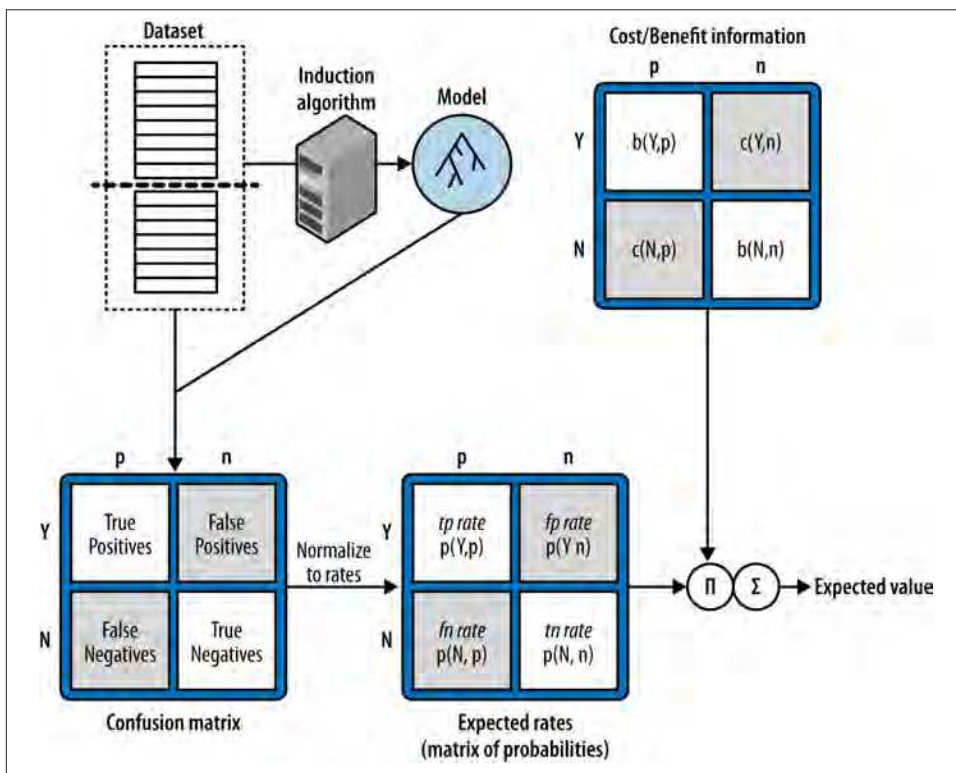 Dataset
Induction
algorithm
Model
Cost/Benefit information
p n
Y b(Y,p) c(Y,n)
N c(N,p) b(N,n)
p n
Y True
Positives False
Positives
N False
Negatives True
Negatives
Confusion matrix
Normalize
to rates
p n
Y tp rate
p(Y,p) fp rate
p(Y n)
N fn rate
p(N, p) tn rate
p(N, n)
Expected rates
(matrix of probabilities)
Π Σ Expected value